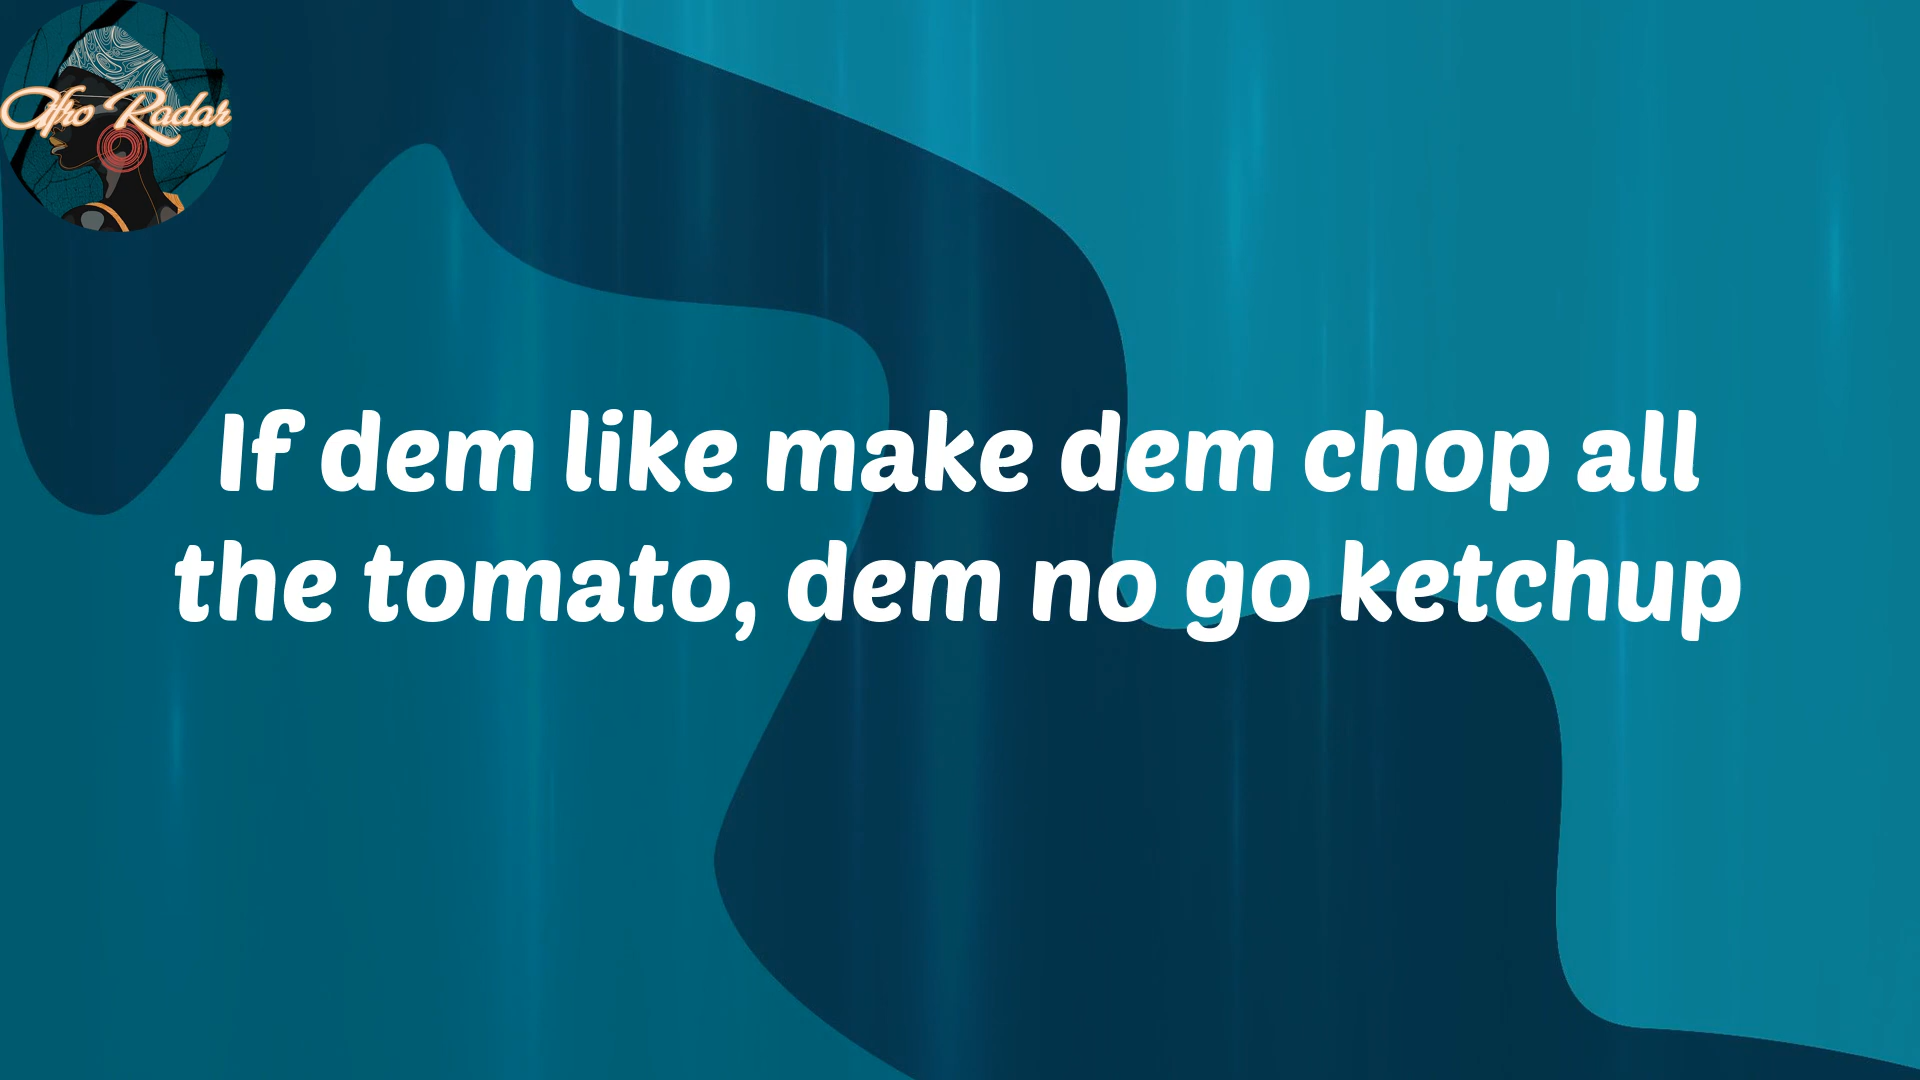 Afro Radar
If dem like make dem chop all
the tomato, dem no go ketchup